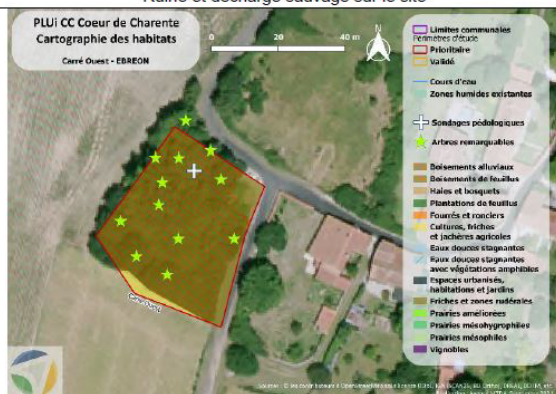 Ruine et décharge sauvage sur le site
PLUi CC Coeur de Charente
Cartographie des habitats
Carré Ouest - EBREON
0 20 40 m
N
Limites communales
Périmètres d'étude
Prioritaire
Validé
Cours d'eau
Zones humides existantes
Sondages pédologiques
Arbres remarquables
Boisements alluviaux
Boisements de feuillus
Haies et bosquets
Plantations de feuillus
Fourrés et ronciers
Cultures, friches
et jachères agricoles
Eaux douces stagnantes
Eaux douces stagnantes
avec végétations amphibies
Espaces urbanisés,
habitations et jardins
Friches et zones rudérales
Prairies améliorées
Prairies mésohygrophiles
Prairies mésophiles
Vignobles